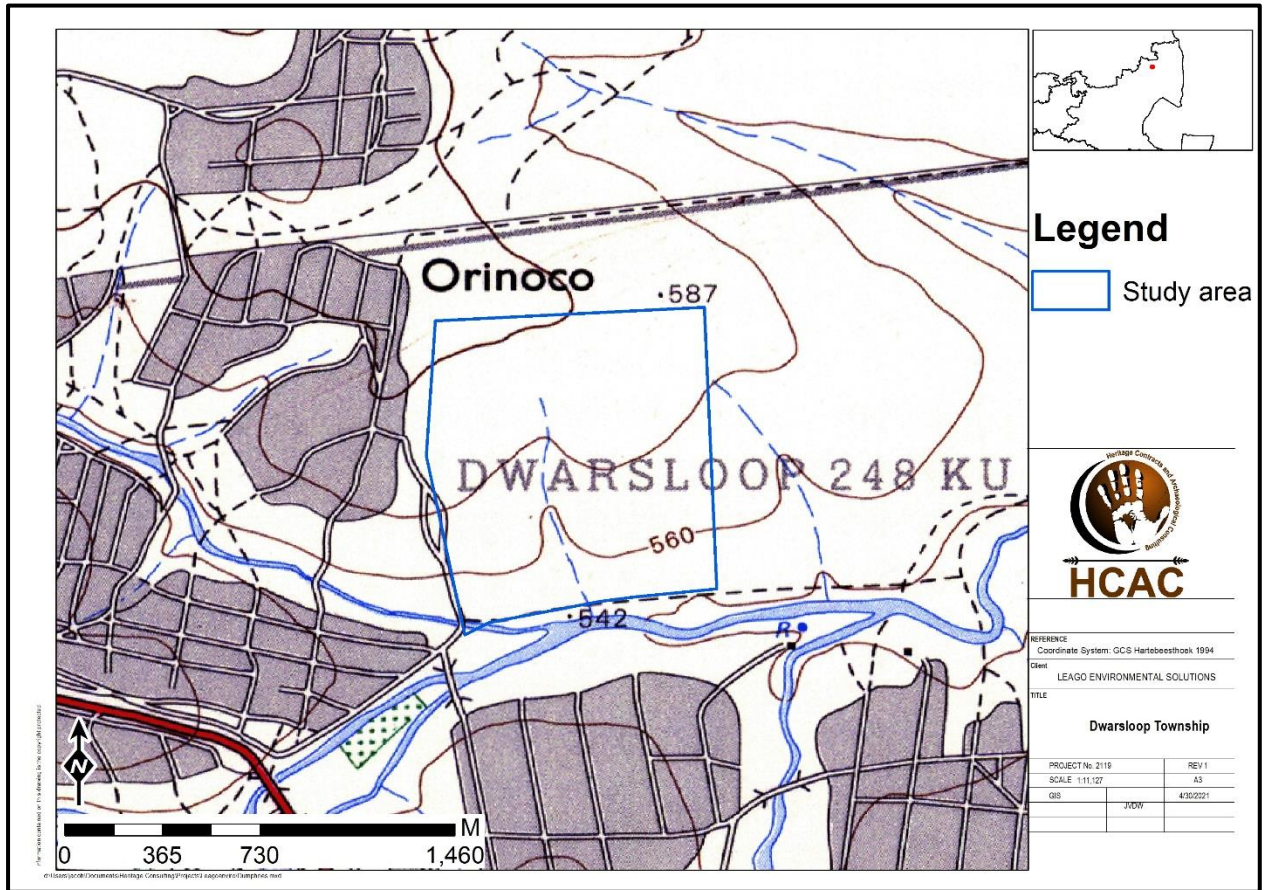 Orinoco
·587
DWARSLOOP 248 KU
560
·542
R
N
M
0 365 730 1,460
Legend
Study area
Heritage Contracts and Archaeological Consulting
HCAC
REFERENCE
Coordinate System: GCS Hartebeesthoek 1994
Client
LEAGO ENVIRONMENTAL SOLUTIONS
TITLE
Dwarsloop Township
PROJECT No. 2119 REV 1
SCALE 1:11,127 A3
GIS 4/30/2021
JVDW